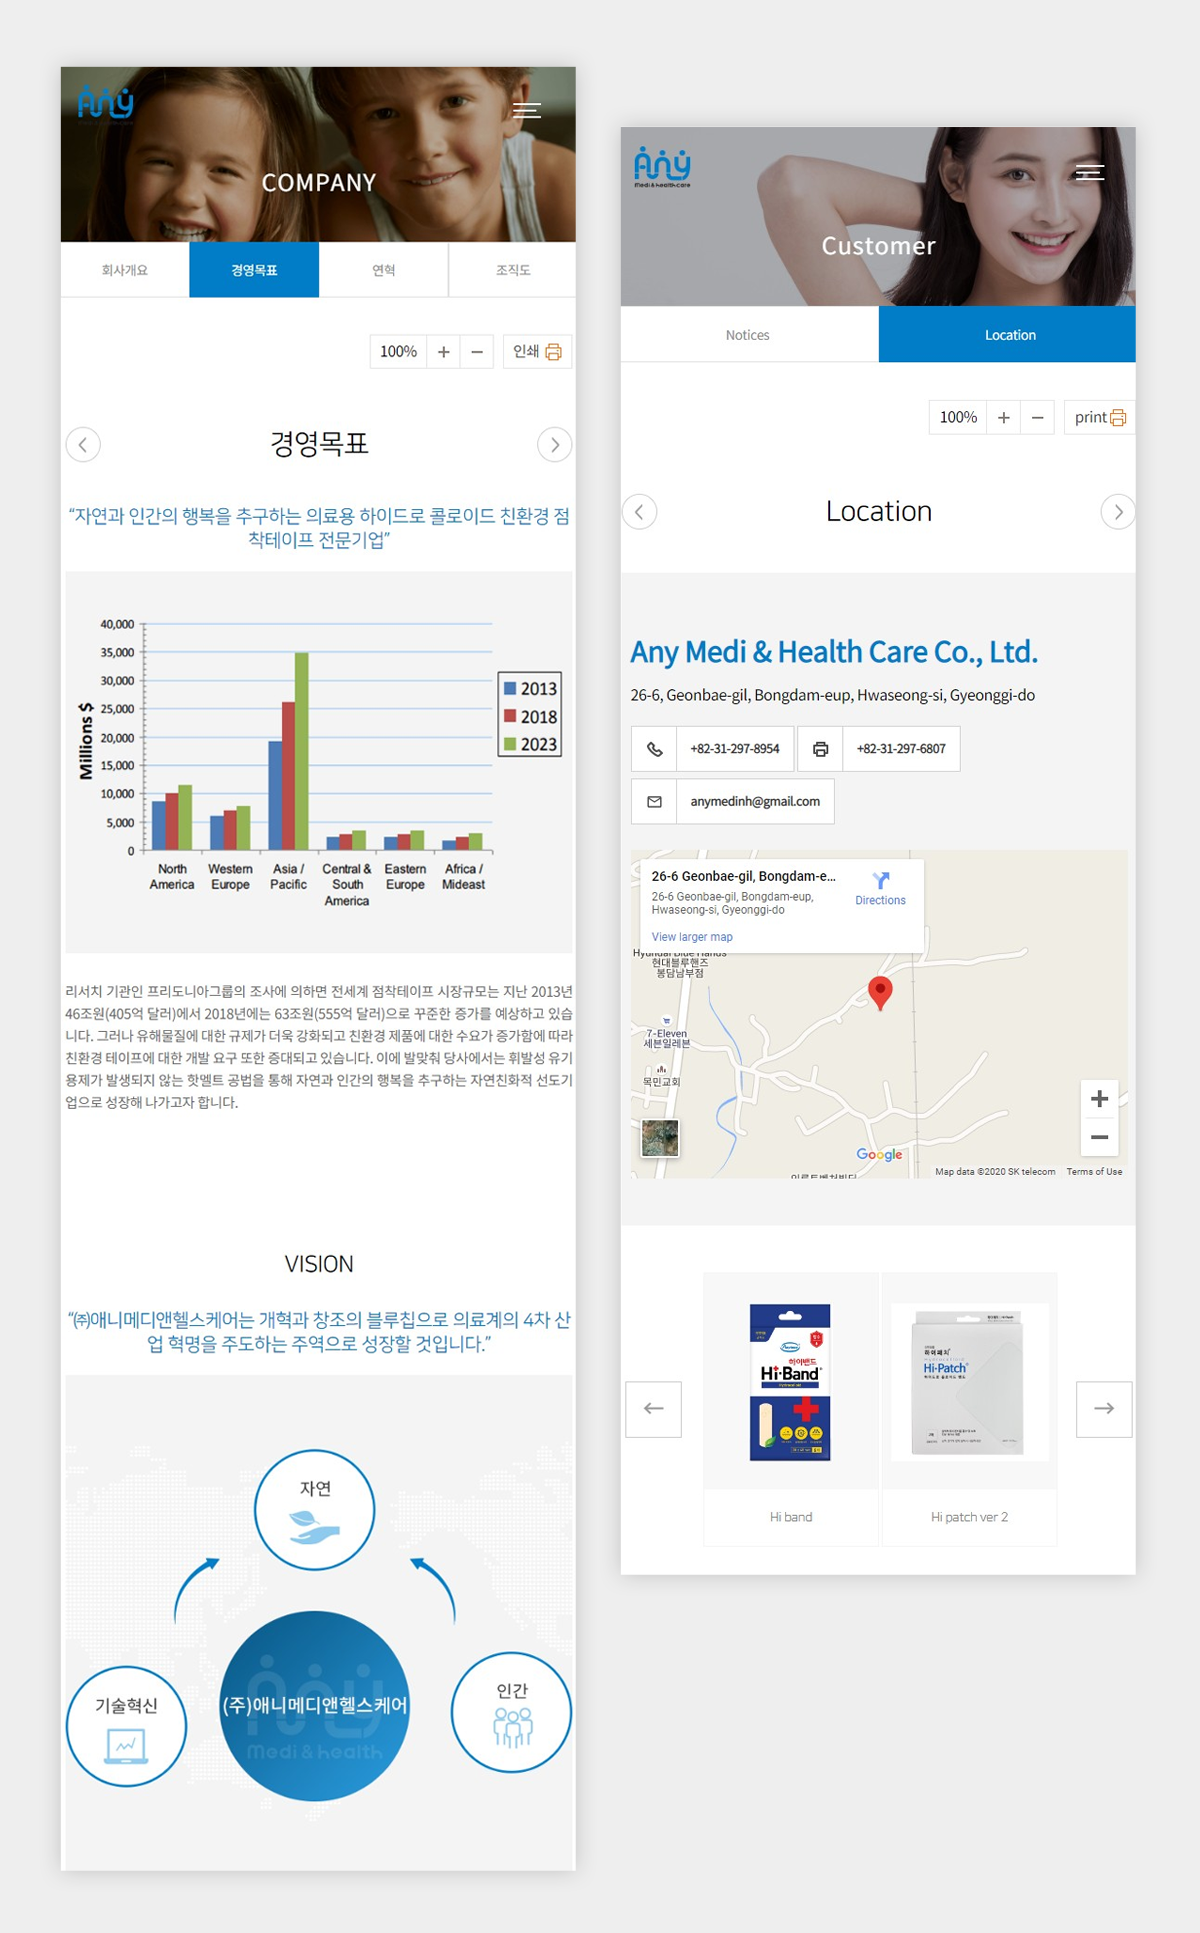 Any
COMPANY
회사개요
경영목표
연혁
조직도
100%
+
−
인쇄
경영목표
“자연과 인간의 행복을 추구하는 의료용 하이드로 콜로이드 친환경 점
착테이프 전문기업”
Millions $
40,000
35,000
30,000
25,000
20,000
15,000
10,000
5,000
0
2013
2018
2023
North
America
Western
Europe
Asia /
Pacific
Central &
South
America
Eastern
Europe
Africa /
Mideast
리서치 기관인 프리도니아그룹의 조사에 의하면 전세계 점착테이프 시장규모는 지난 2013년
46조원(405억 달러)에서 2018년에는 63조원(555억 달러)으로 꾸준한 증가를 예상하고 있습
니다. 그러나 유해물질에 대한 규제가 더욱 강화되고 친환경 제품에 대한 수요가 증가함에 따라
친환경 테이프에 대한 개발 요구 또한 증대되고 있습니다. 이에 발맞춰 당사에서는 휘발성 유기
용제가 발생되지 않는 핫멜트 공법을 통해 자연과 인간의 행복을 추구하는 자연친화적 선도기
업으로 성장해 나가고자 합니다.
VISION
“㈜애니메디앤헬스케어는 개혁과 창조의 블루칩으로 의료계의 4차 산
업 혁명을 주도하는 주역으로 성장할 것입니다.”
자연
기술혁신
(주)애니메디앤헬스케어
Any
Medi & health
인간
Any
Medi & healthcare
Customer
Notices
Location
100%
+
−
print
Location
Any Medi & Health Care Co., Ltd.
26-6, Geonbae-gil, Bongdam-eup, Hwaseong-si, Gyeonggi-do
+82-31-297-8954
+82-31-297-6807
anymedinh@gmail.com
26-6 Geonbae-gil, Bongdam-e...
26-6 Geonbae-gil, Bongdam-eup,
Hwaseong-si, Gyeonggi-do
Directions
View larger map
Hyundai Blue Hands
현대블루핸즈
봉담남부점
7-Eleven
세븐일레븐
목민교회
+
−
Google
Map data ©2020 SK telecom
Terms of Use
하이밴드
Hi-Band
하이패치
Hi-Patch
Hi band
Hi patch ver 2